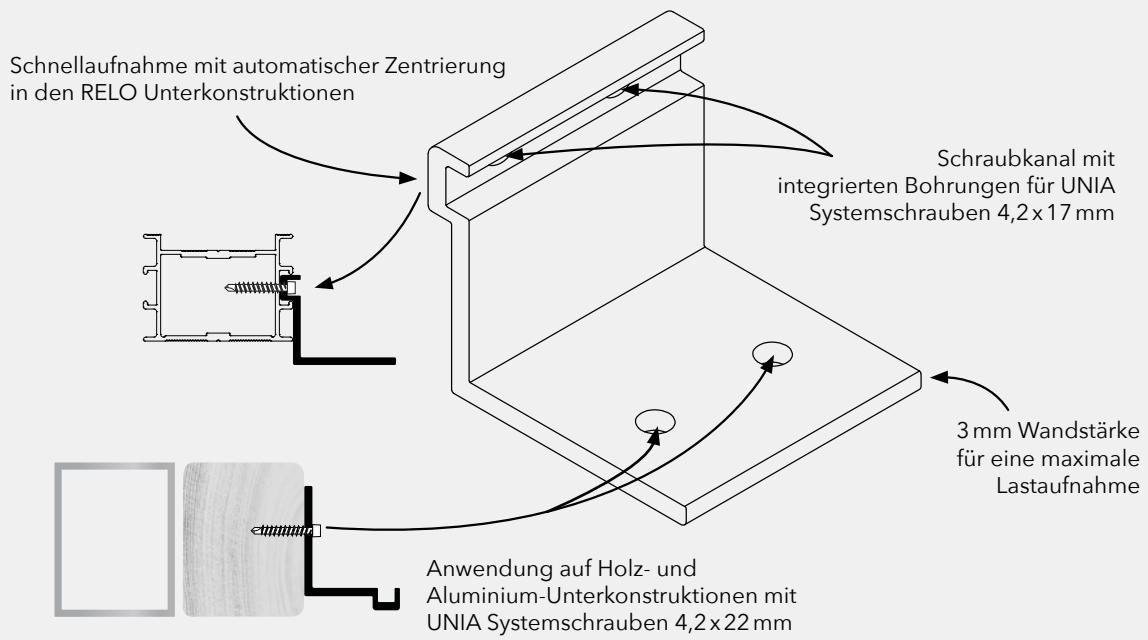 Schnellaufnahme mit automatischer Zentrierung
in den RELO Unterkonstruktionen
Schraubkanal mit
integrierten Bohrungen für UNIA
Systemschrauben 4,2 x 17 mm
3 mm Wandstärke
für eine maximale
Lastaufnahme
Anwendung auf Holz- und
Aluminium-Unterkonstruktionen mit
UNIA Systemschrauben 4,2 x 22 mm